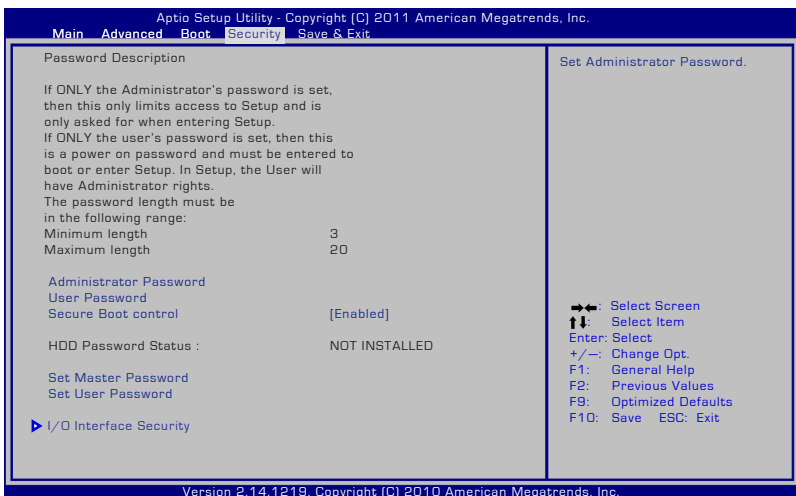 Aptio Setup Utility - Copyright (C) 2011 American Megatrends, Inc.
Main Advanced Boot Security Save & Exit
Password Description
If ONLY the Administrator's password is set,
then this only limits access to Setup and is
only asked for when entering Setup.
If ONLY the user's password is set, then this
is a power on password and must be entered to
boot or enter Setup. In Setup, the User will
have Administrator rights.
The password length must be
in the following range:
Minimum length 3
Maximum length 20
Administrator Password
User Password
Secure Boot control [Enabled]
HDD Password Status : NOT INSTALLED
Set Master Password
Set User Password
I/O Interface Security
Set Administrator Password.
→←: Select Screen
↑↓: Select Item
Enter: Select
+/—: Change Opt.
F1: General Help
F2: Previous Values
F9: Optimized Defaults
F10: Save ESC: Exit
Version 2.14.1219. Copyright (C) 2010 American Megatrends, Inc.